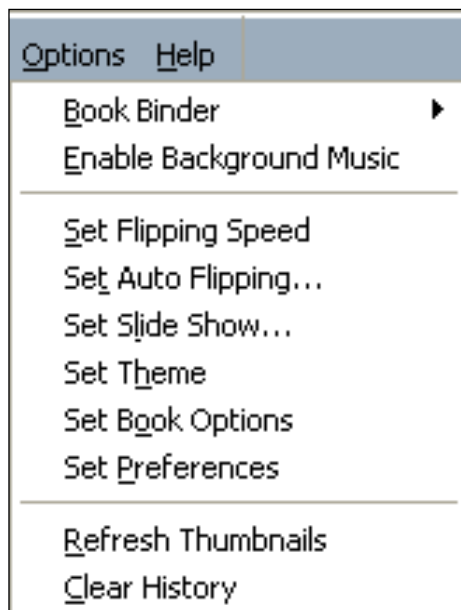 Options Help
Book Binder
Enable Background Music
Set Flipping Speed
Set Auto Flipping...
Set Slide Show...
Set Theme
Set Book Options
Set Preferences
Refresh Thumbnails
Clear History